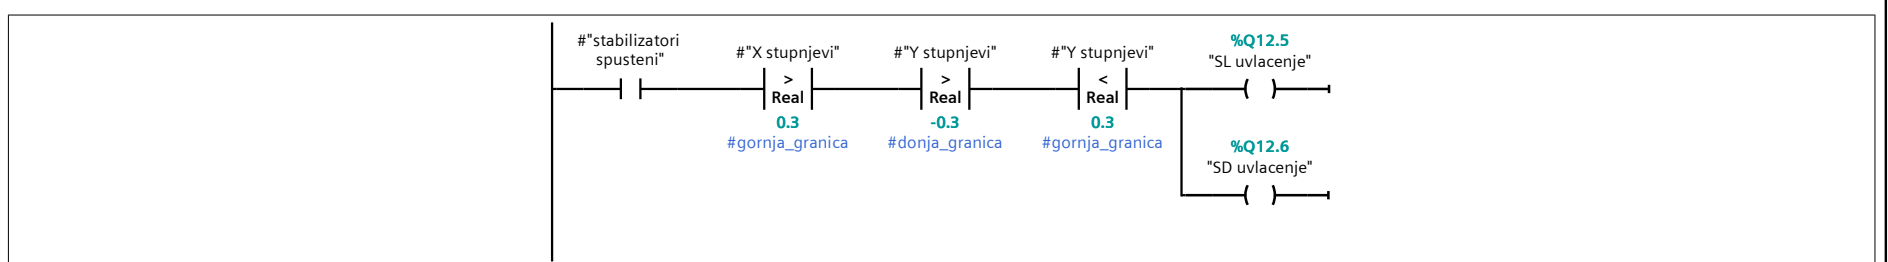 #"stabilizatori
spusteni"
#"X stupnjevi"
>
Real
0.3
#gornja_granica
#"Y stupnjevi"
>
Real
-0.3
#donja_granica
#"Y stupnjevi"
<
Real
0.3
#gornja_granica
%Q12.5
"SL uvlacenje"
( )
%Q12.6
"SD uvlacenje"
( )